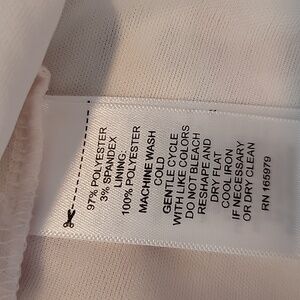 97% POLYESTER
3% SPANDEX
LINING:
100% POLYESTER
MACHINE WASH
COLD
GENTLE CYCLE
WITH LIKE COLORS
DO NOT BLEACH
RESHAPE AND
DRY FLAT
COOL IRON
IF NECESSARY
OR DRY CLEAN
RN 165979